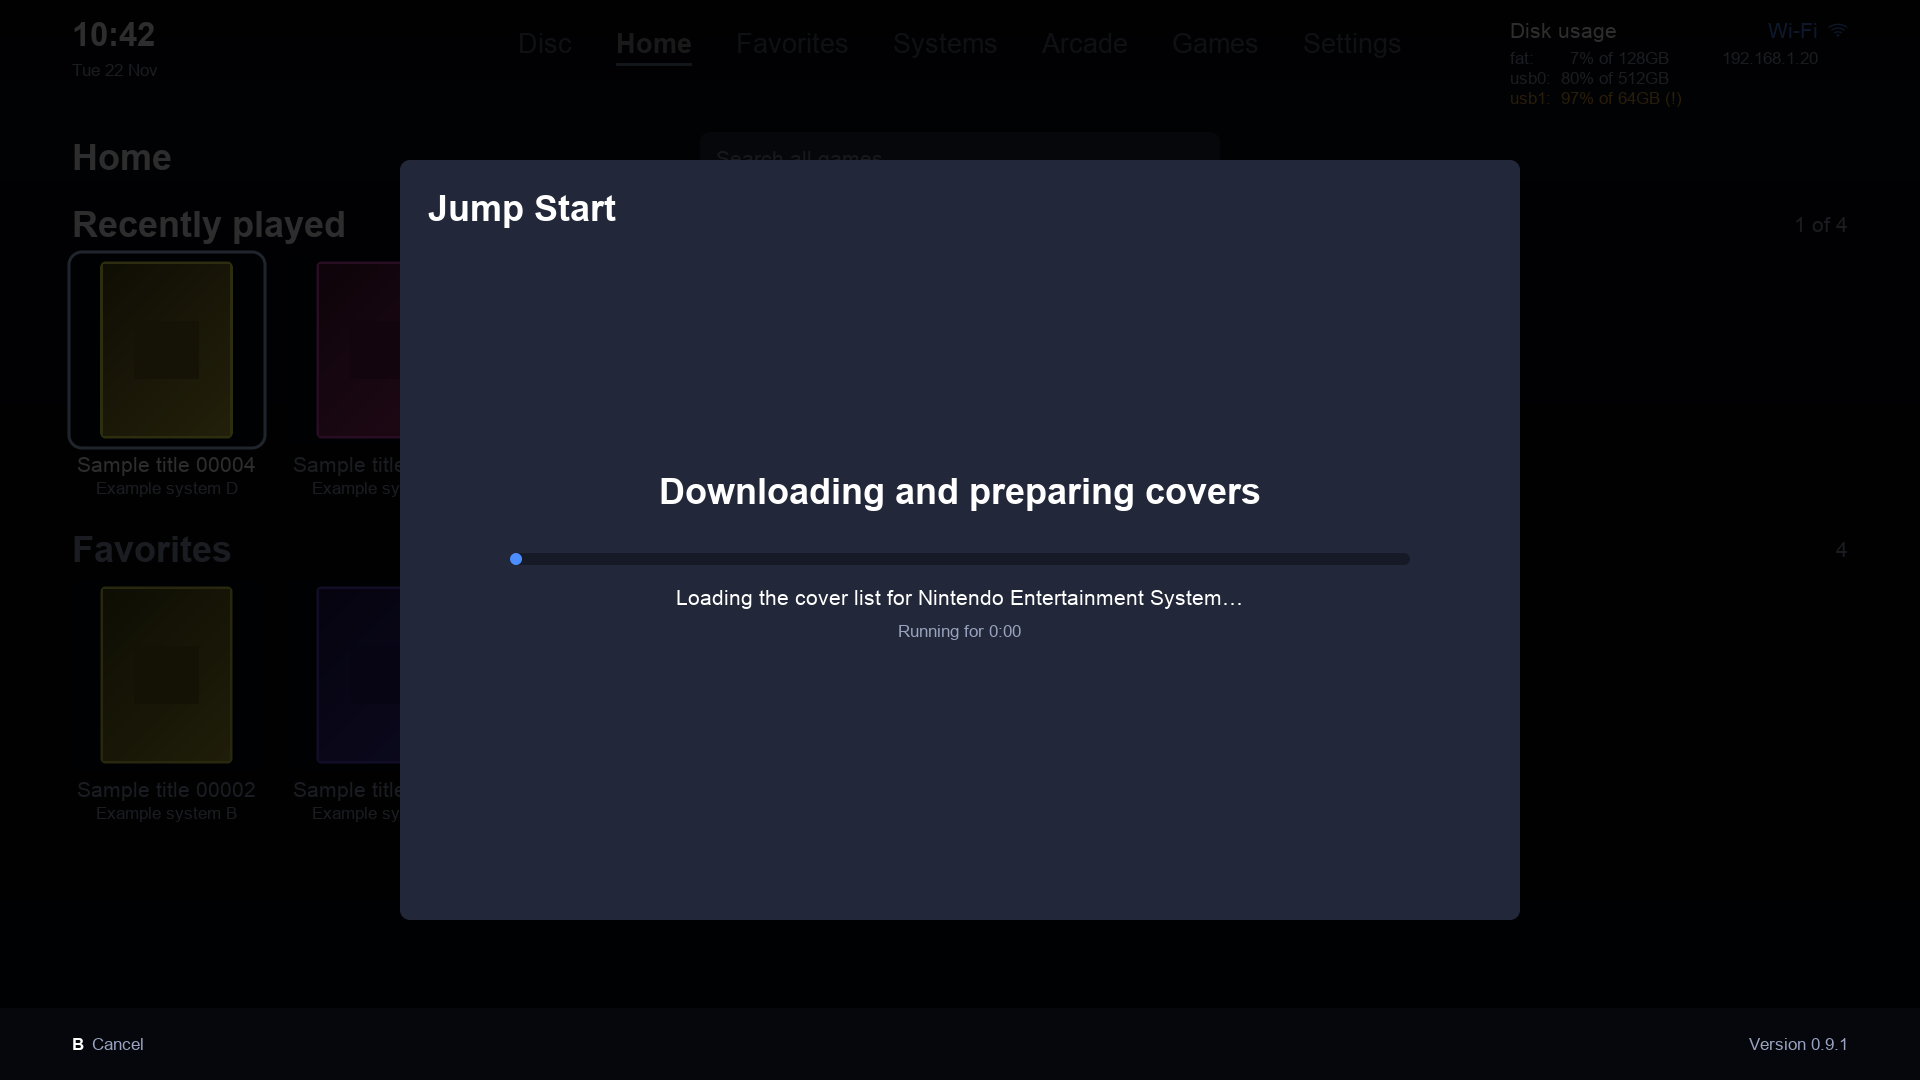 10:42
Tue 22 Nov
Disc Home Favorites Systems Arcade Games Settings
Disk usage
fat: 7% of 128GB
usb0: 80% of 512GB
usb1: 97% of 64GB (!)
Wi-Fi
192.168.1.20
Home
Search all games
Recently played
1 of 4
Jump Start
Sample title 00004
Example system D
Sample title
Example sy
Downloading and preparing covers
Loading the cover list for Nintendo Entertainment System…
Running for 0:00
Favorites
4
Sample title 00002
Example system B
Sample title
Example sy
B Cancel
Version 0.9.1